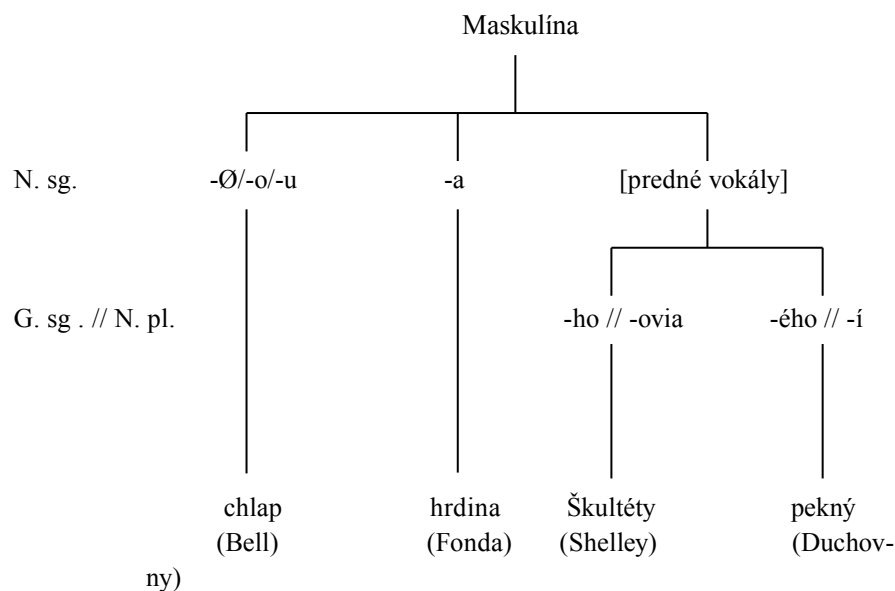 Maskulína
N. sg. -Ø/-o/-u -a [predné vokály]
G. sg . // N. pl. -ho // -ovia -ého // -í
chlap hrdina Škultéty pekný
(Bell) (Fonda) (Shelley) (Duchov-
ny)